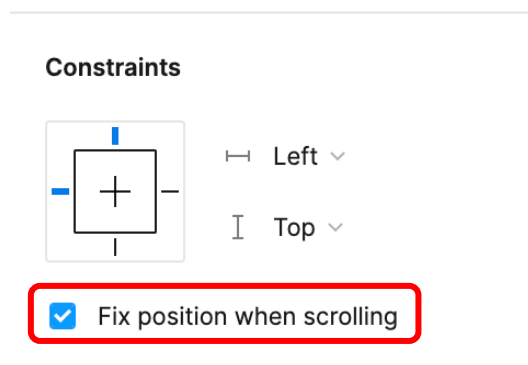 Constraints
Left
Top
Fix position when scrolling